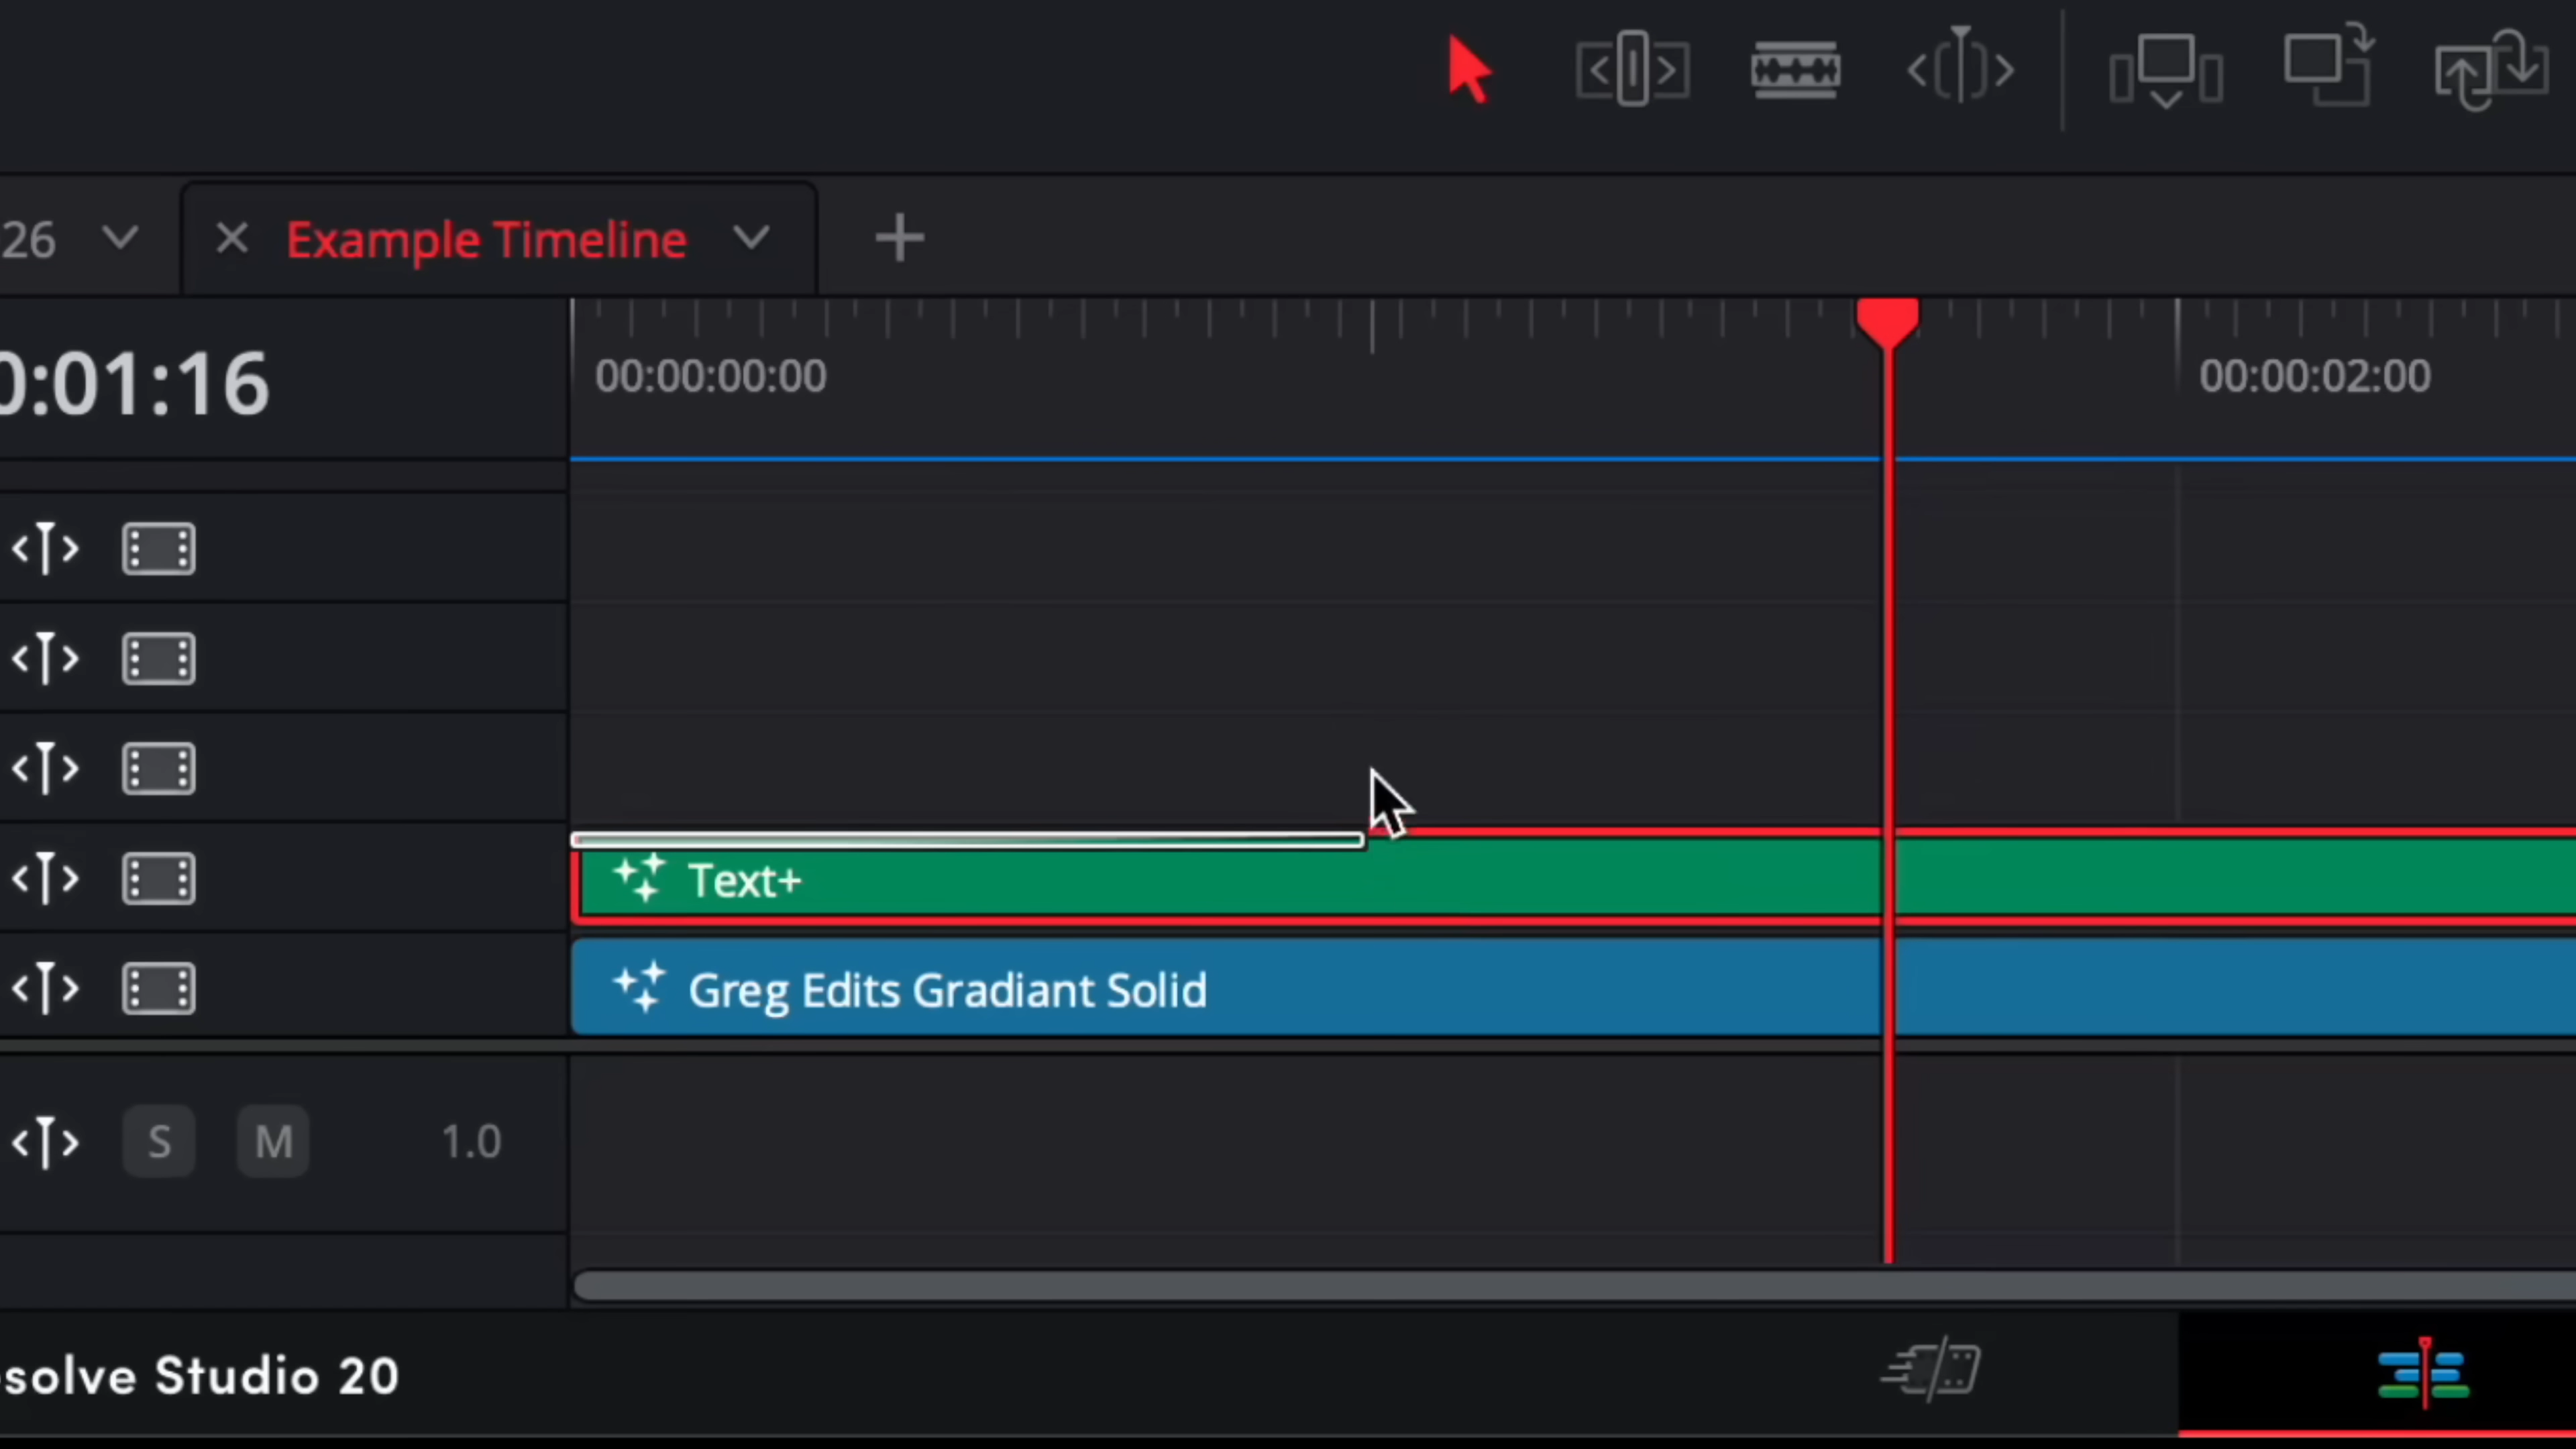 26
Example Timeline
0:01:16
00:00:00:00
00:00:02:00
Text+
Greg Edits Gradiant Solid
S M 1.0
solve Studio 20